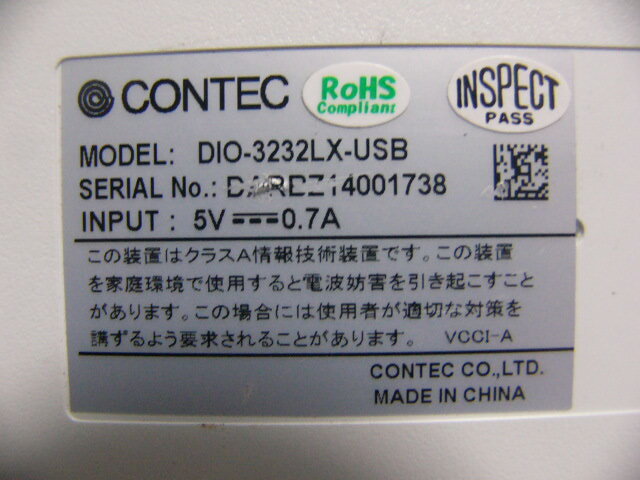 CONTEC
RoHS
Compliant
INSPECT
PASS
MODEL: DIO-3232LX-USB
SERIAL No.:
INPUT : 5V⎓0.7A
この装置はクラスA情報技術装置です。この装置
を家庭環境で使用すると電波妨害を引き起こすこと
があります。この場合には使用者が適切な対策を
講ずるよう要求されることがあります。 VCCI-A
CONTEC CO.,LTD.
MADE IN CHINA